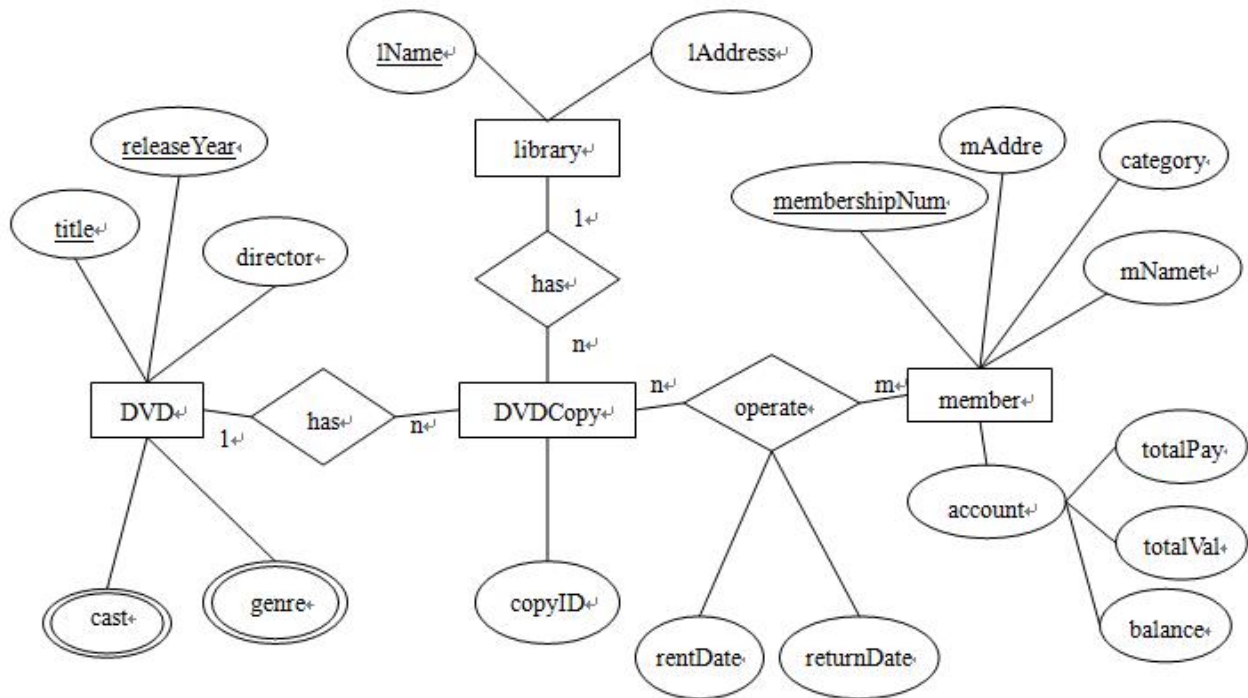 lName↵
lAddress↵
releaseYear↵
library↵
mAddre
category↵
membershipNum↵
title↵
1↵
director↵
has↵
mNamet↵
n↵
n↵
m↵
DVD↵
has↵
DVDCopy↵
operate↵
member↵
1↵
n↵
totalPay↵
account↵
totalVal↵
cast↵
genre↵
copyID↵
rentDate↵
returnDate↵
balance↵